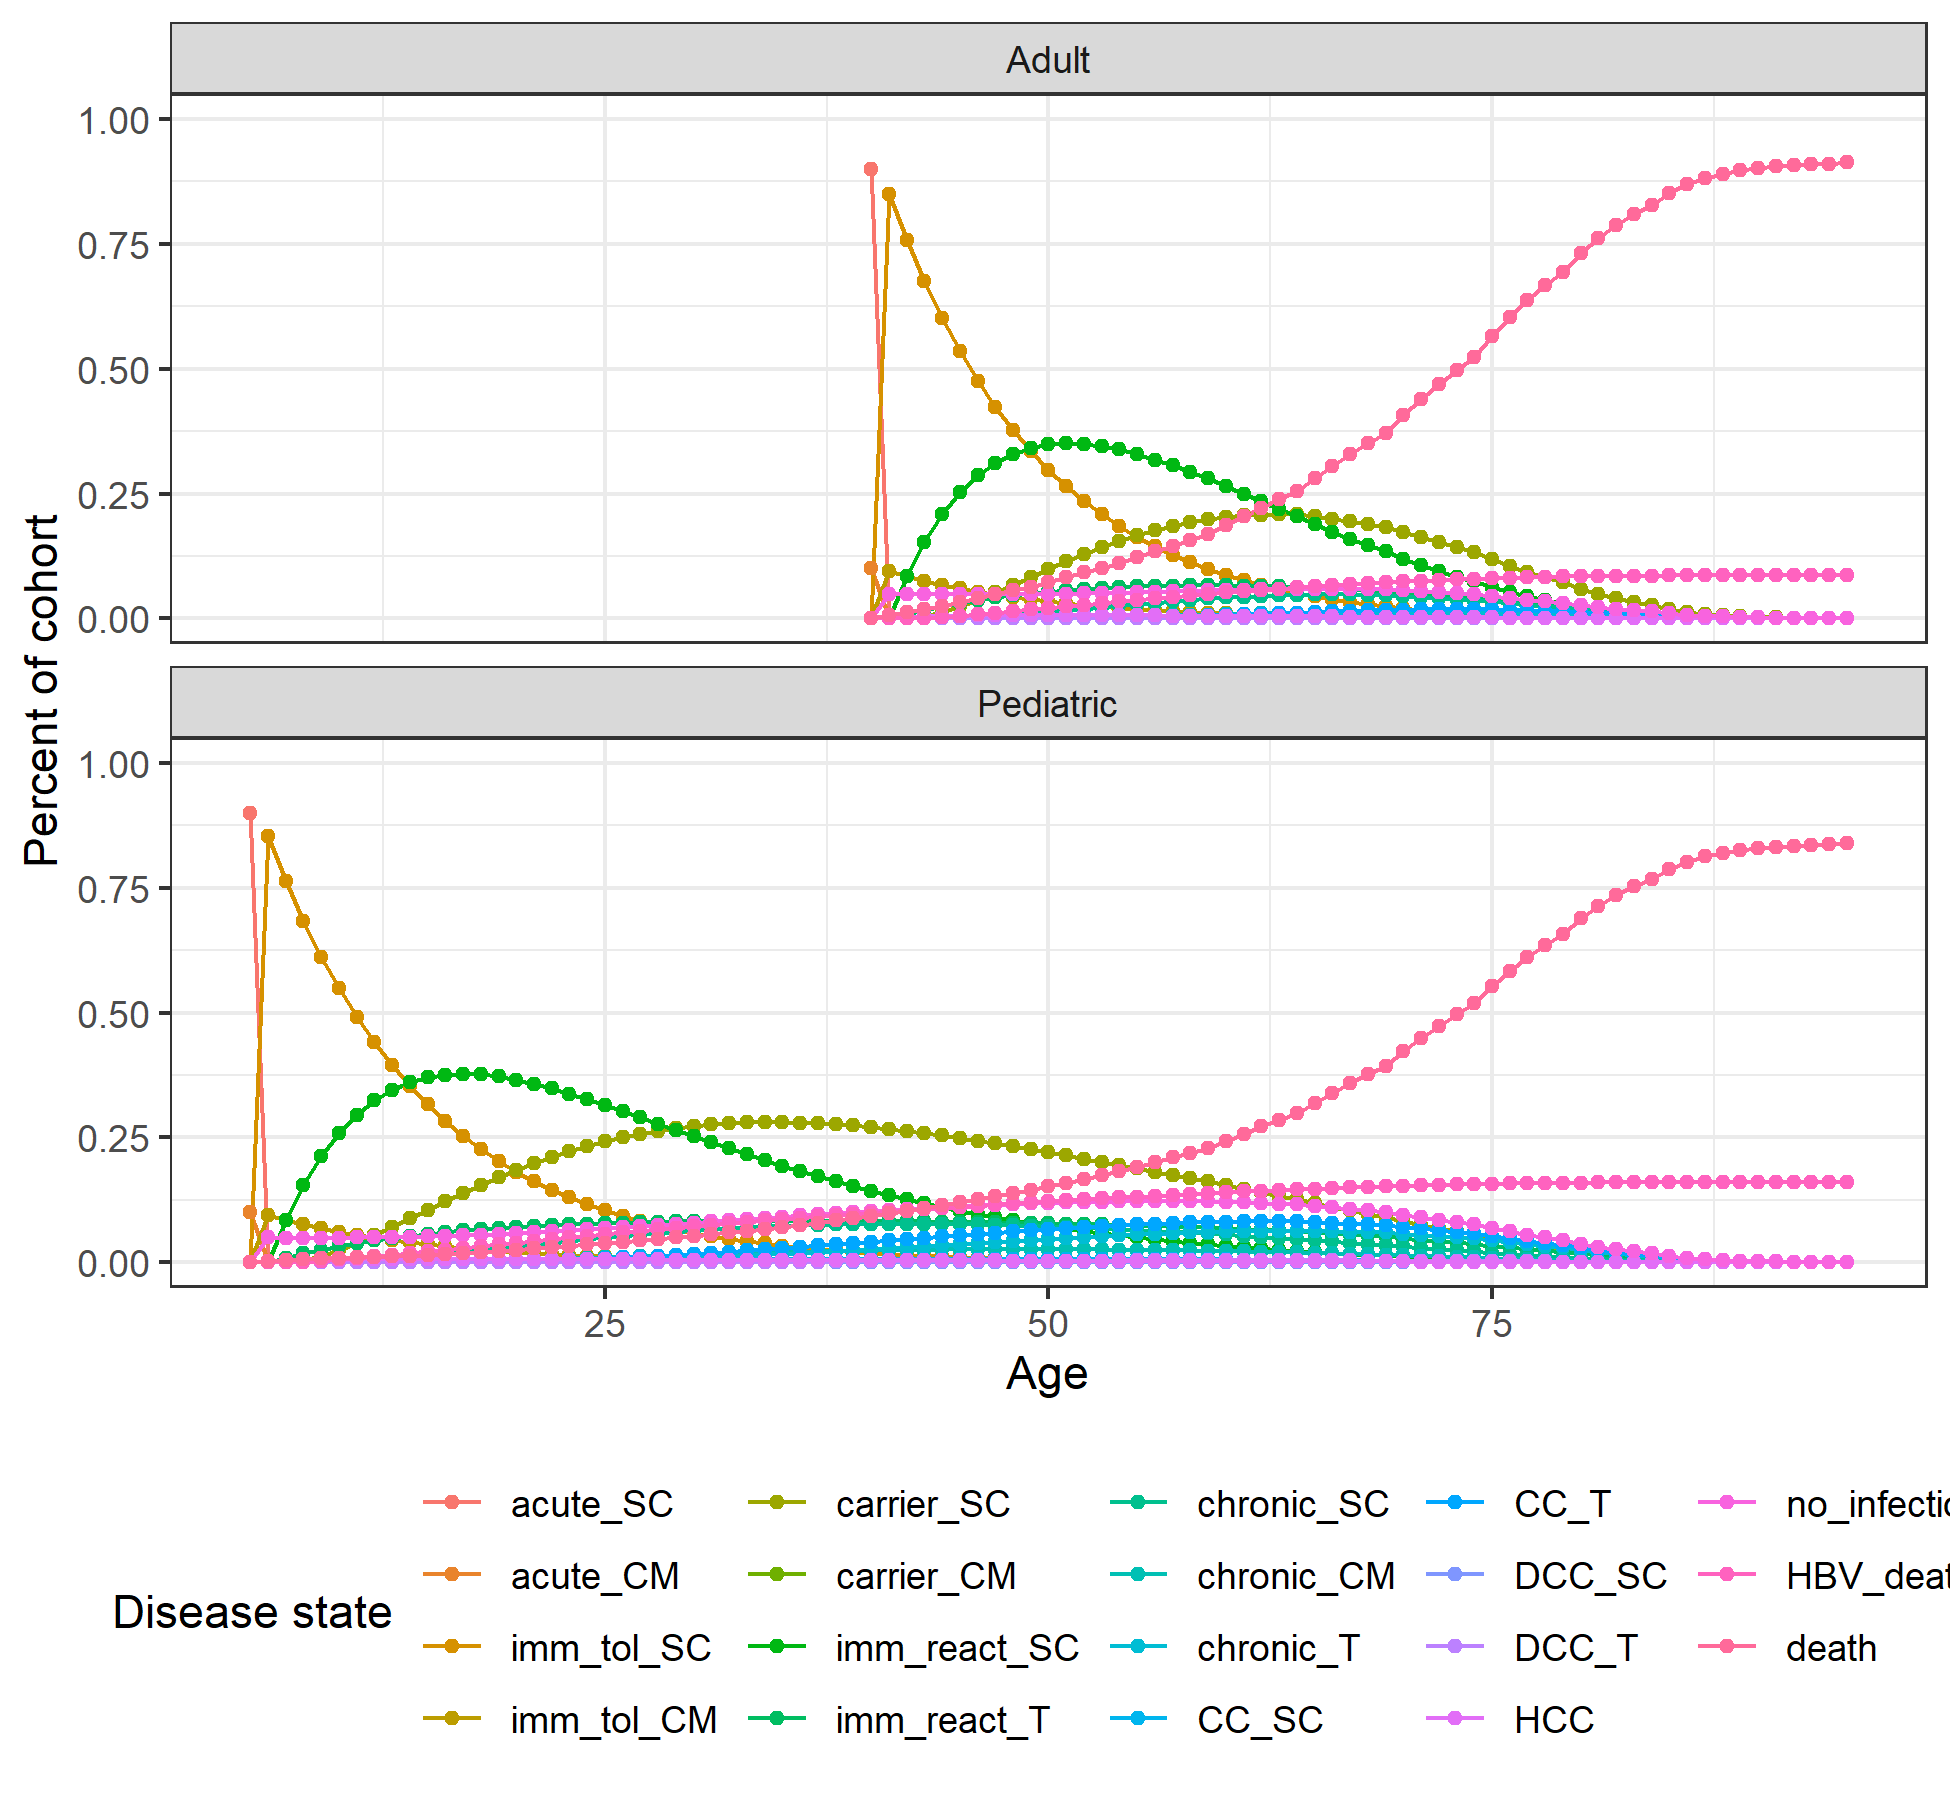 Adult
1.00
0.75
0.50
0.25
0.00
Percent of cohort
Pediatric
1.00
0.75
0.50
0.25
0.00
25 50 75
Age
Disease state
acute_SC carrier_SC chronic_SC CC_T
acute_CM carrier_CM chronic_CM DCC_SC
imm_tol_SC imm_react_SC chronic_T DCC_T death
imm_tol_CM imm_react_T CC_SC HCC